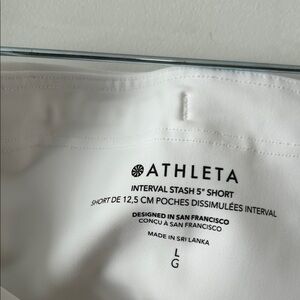 ATHLETA
INTERVAL STASH 5" SHORT
SHORT DE 12,5 CM POCHES DISSIMULÉES INTERVAL
DESIGNED IN SAN FRANCISCO
CONÇU À SAN FRANCISCO
MADE IN SRI LANKA
L
G